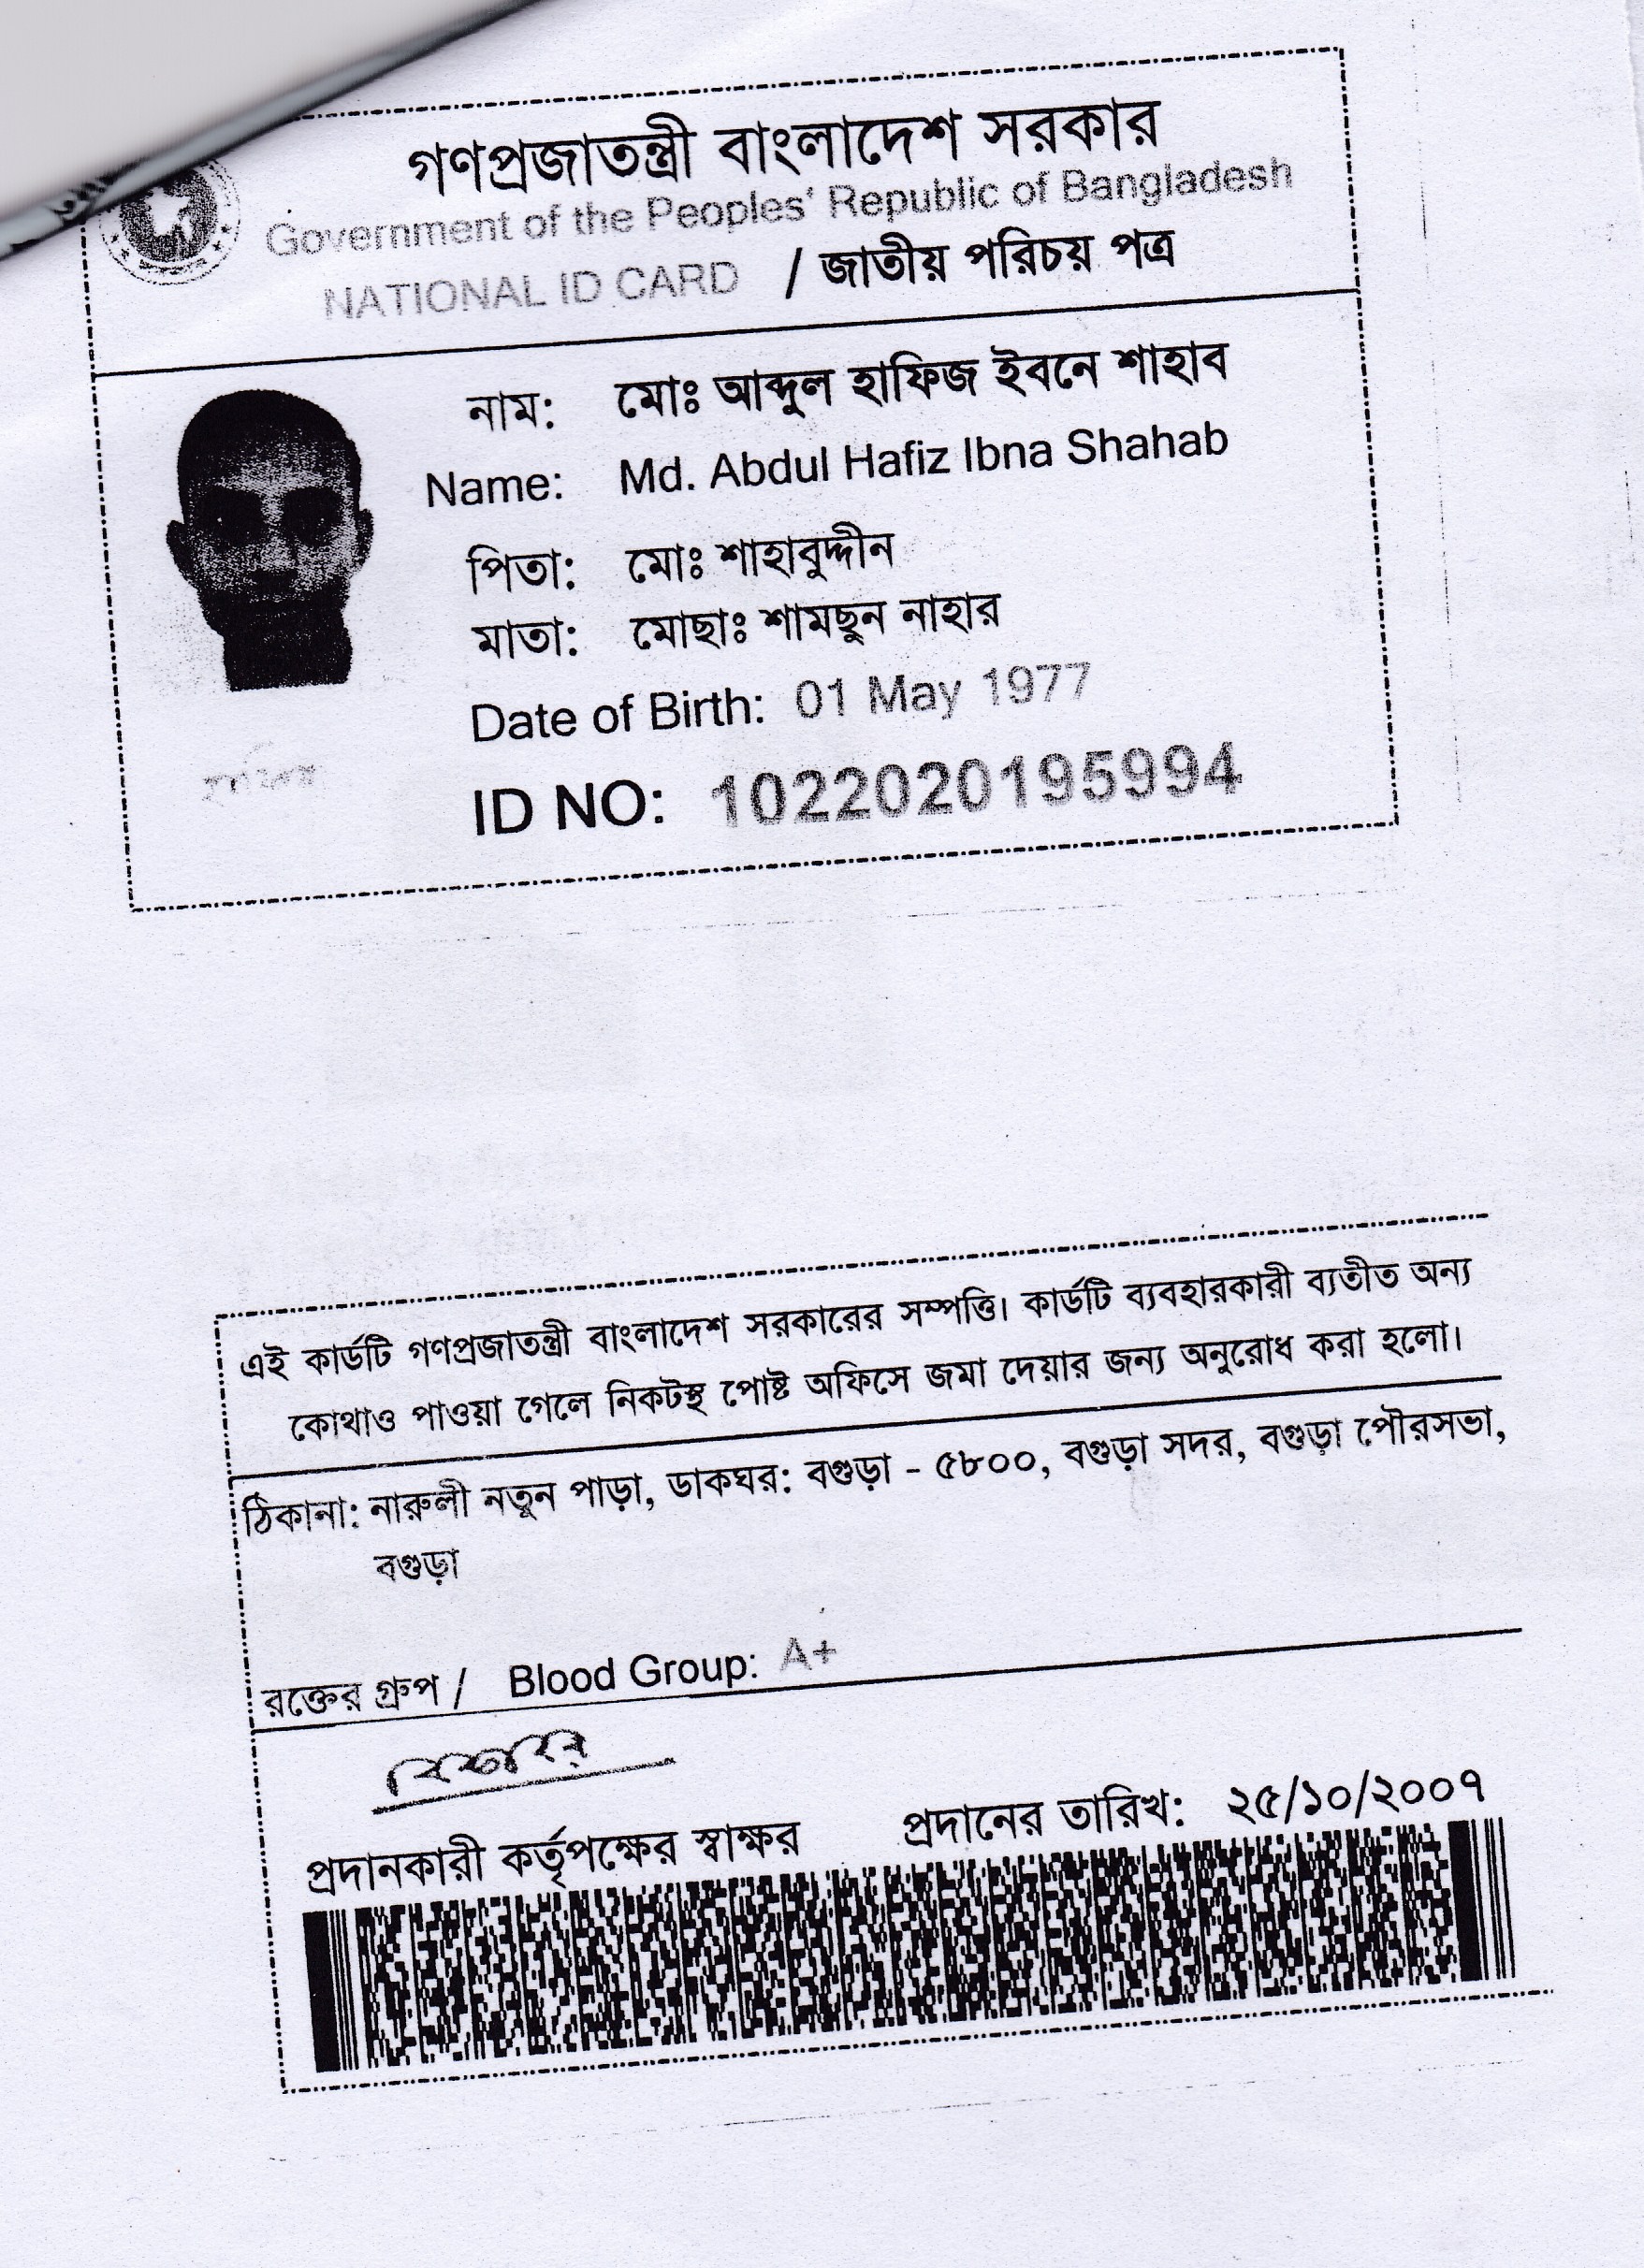 গণপ্রজাতন্ত্রী বাংলাদেশ সরকার
Government of the Peoples' Republic of Bangladesh
NATIONAL ID CARD / জাতীয় পরিচয় পত্র
নাম: মোঃ আব্দুল হাফিজ ইবনে শাহাব
Name: Md. Abdul Hafiz Ibna Shahab
পিতা: মোঃ শাহাবুদ্দীন
মাতা: মোছাঃ শামছুন নাহার
Date of Birth: 01 May 1977
ID NO: 1022020195994
এই কার্ডটি গণপ্রজাতন্ত্রী বাংলাদেশ সরকারের সম্পত্তি। কার্ডটি ব্যবহারকারী ব্যতীত অন্য
কোথাও পাওয়া গেলে নিকটস্থ পোষ্ট অফিসে জমা দেয়ার জন্য অনুরোধ করা হলো।
ঠিকানা: নারুলী নতুন পাড়া, ডাকঘর: বগুড়া - ৫৮০০, বগুড়া সদর, বগুড়া পৌরসভা,
বগুড়া
রক্তের গ্রুপ / Blood Group: A+
প্রদানকারী কর্তৃপক্ষের স্বাক্ষর প্রদানের তারিখ: ২৫/১০/২০০৭